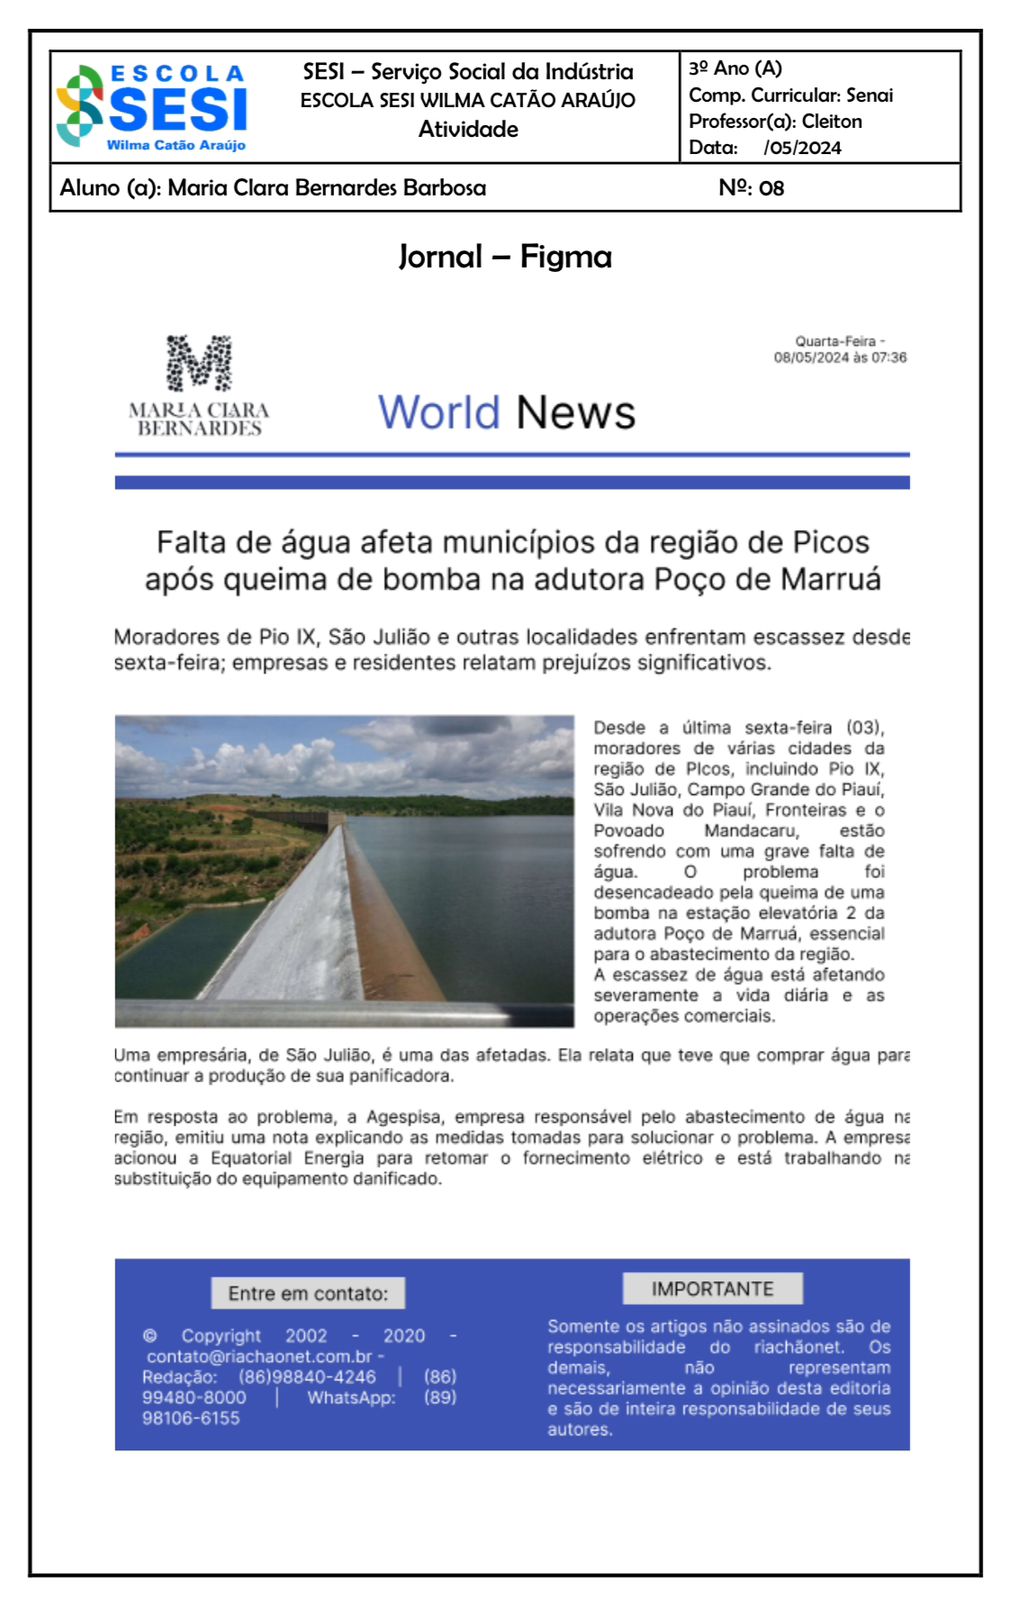 ESCOLA
SESI
Wilma Catão Araújo
SESI – Serviço Social da Indústria
ESCOLA SESI WILMA CATÃO ARAÚJO
Atividade
3º Ano (A)
Comp. Curricular: Senai
Professor(a): Cleiton
Data: /05/2024
Aluno (a): Maria Clara Bernardes Barbosa Nº: 08
Jornal – Figma
M
MARIA CLARA
BERNARDES
Quarta-Feira -
08/05/2024 às 07:36
World News
Falta de água afeta municípios da região de Picos
após queima de bomba na adutora Poço de Marruá
Moradores de Pio IX, São Julião e outras localidades enfrentam escassez desde
sexta-feira; empresas e residentes relatam prejuízos significativos.
Desde a última sexta-feira (03),
moradores de várias cidades da
região de PIcos, incluindo Pio IX,
São Julião, Campo Grande do Piauí,
Vila Nova do Piauí, Fronteiras e o
Povoado Mandacaru, estão
sofrendo com uma grave falta de
água. O problema foi
desencadeado pela queima de uma
bomba na estação elevatória 2 da
adutora Poço de Marruá, essencial
para o abastecimento da região.
A escassez de água está afetando
severamente a vida diária e as
operações comerciais.
Uma empresária, de São Julião, é uma das afetadas. Ela relata que teve que comprar água para
continuar a produção de sua panificadora.
Em resposta ao problema, a Agespisa, empresa responsável pelo abastecimento de água na
região, emitiu uma nota explicando as medidas tomadas para solucionar o problema. A empresa
acionou a Equatorial Energia para retomar o fornecimento elétrico e está trabalhando na
substituição do equipamento danificado.
Entre em contato:
© Copyright 2002 - 2020 -
contato@riachaonet.com.br -
Redação: (86)98840-4246 | (86)
99480-8000 | WhatsApp: (89)
98106-6155
IMPORTANTE
Somente os artigos não assinados são de
responsabilidade do riachãonet. Os
demais, não representam
necessariamente a opinião desta editoria
e são de inteira responsabilidade de seus
autores.